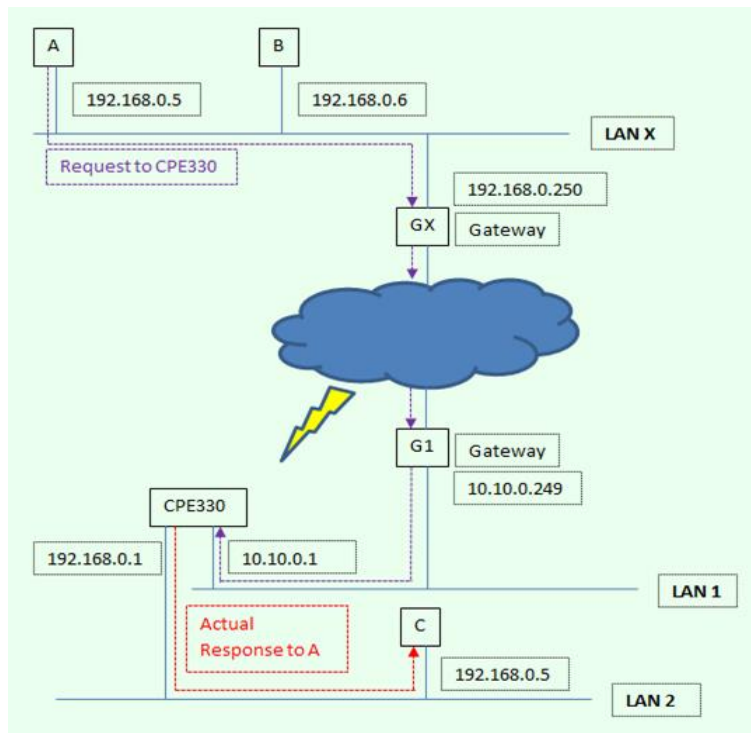 A
B
192.168.0.5
192.168.0.6
LAN X
Request to CPE330
192.168.0.250
GX
Gateway
G1
Gateway
10.10.0.249
CPE330
192.168.0.1
10.10.0.1
LAN 1
Actual
Response to A
C
192.168.0.5
LAN 2